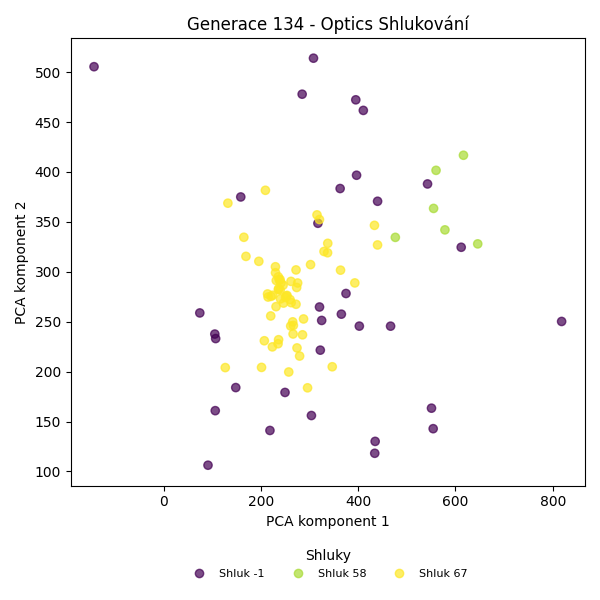 Generace 134 - Optics Shlukování
PCA komponent 2
500
450
400
350
300
250
200
150
100
0
200
400
600
800
PCA komponent 1
Shluky
Shluk -1
Shluk 58
Shluk 67